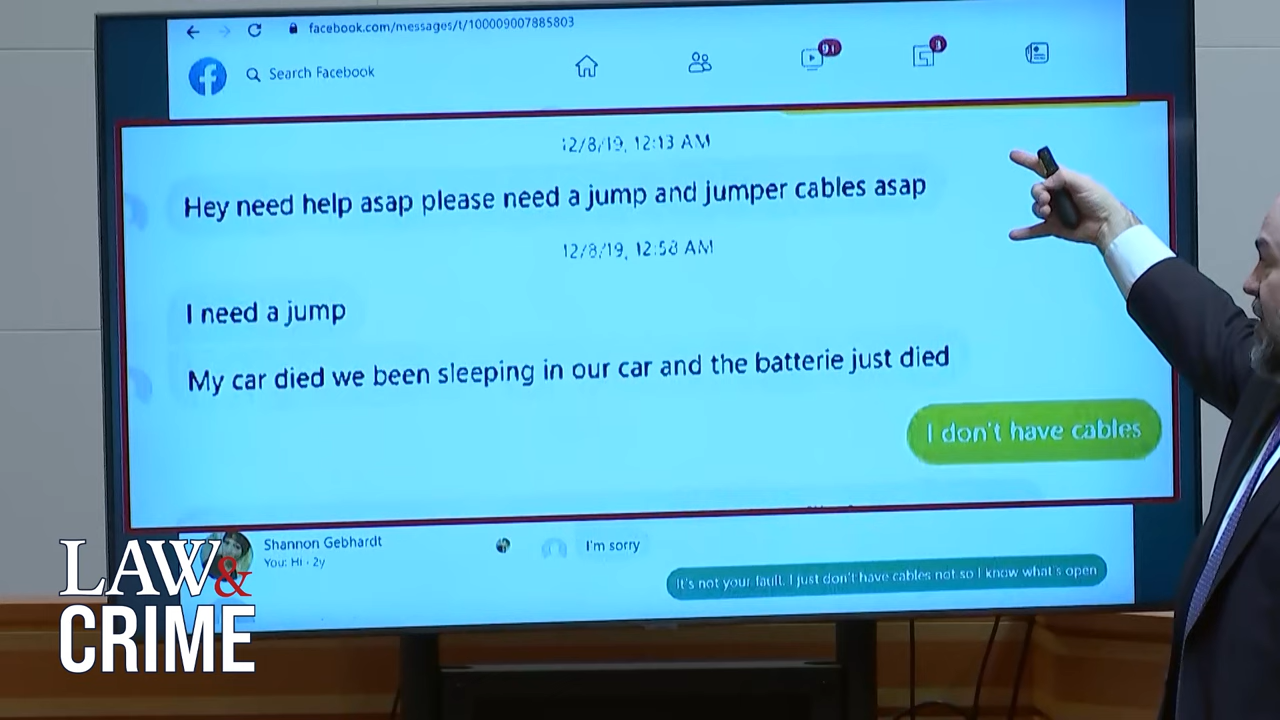 facebook.com/messages/t/100009007885803
Search Facebook
91
12/8/19, 12:13 AM
Hey need help asap please need a jump and jumper cables asap
12/8/19, 12:58 AM
I need a jump
My car died we been sleeping in our car and the batterie just died
I don't have cables
Shannon Gebhardt
You: Hi · 2y
I'm sorry
It's not your fault. I just don't have cables not so I know what's open
LAW&
CRIME